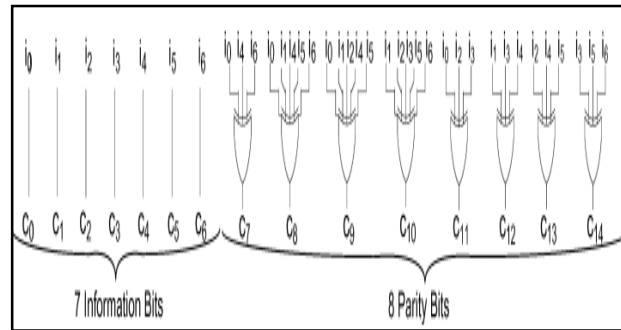 i0 i1 i2 i3 i4 i5 i6 i0 i4 i6 i0 i1 i4 i5 i6 i0 i1 i2 i4 i5 i1 i2 i3 i5 i6 i0 i2 i3 i1 i3 i4 i2 i4 i5 i3 i5 i6
C0 C1 C2 C3 C4 C5 C6 C7 C8 C9 C10 C11 C12 C13 C14
7 Information Bits 8 Parity Bits